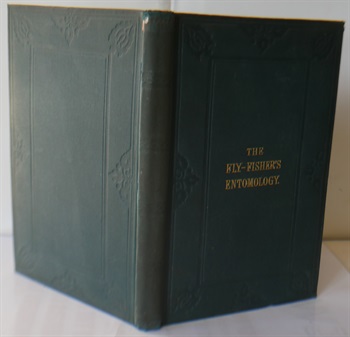 THE
FLY-FISHER'S
ENTOMOLOGY.